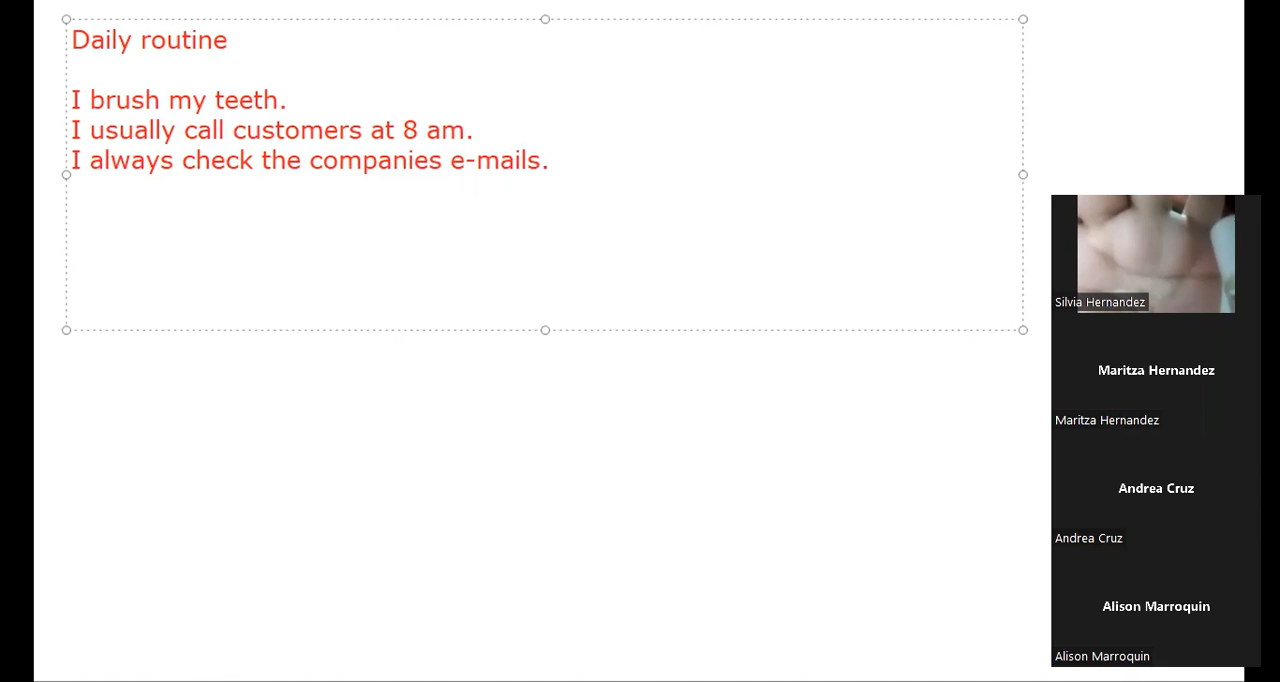 Daily routine
I brush my teeth.
I usually call customers at 8 am.
I always check the companies e-mails.
Silvia Hernandez
Maritza Hernandez
Maritza Hernandez
Andrea Cruz
Andrea Cruz
Alison Marroquin
Alison Marroquin